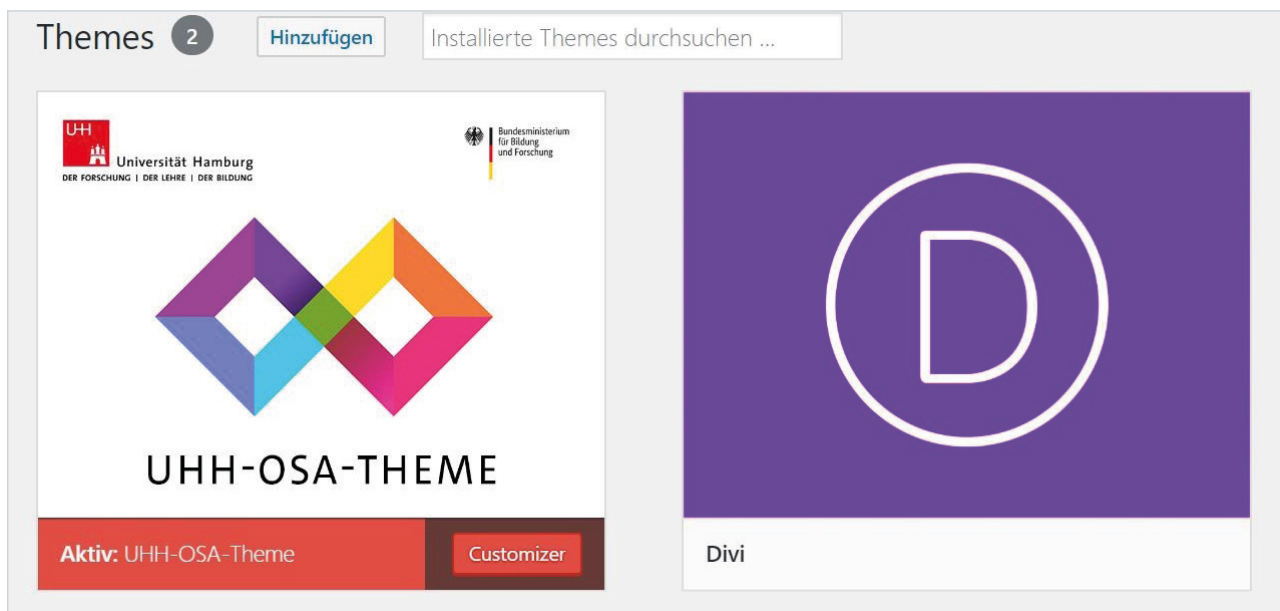 Themes 2 Hinzufügen Installierte Themes durchsuchen ...
UHH
Universität Hamburg
DER FORSCHUNG | DER LEHRE | DER BILDUNG
Bundesministerium
für Bildung
und Forschung
UHH-OSA-THEME
D
Aktiv: UHH-OSA-Theme Customizer
Divi